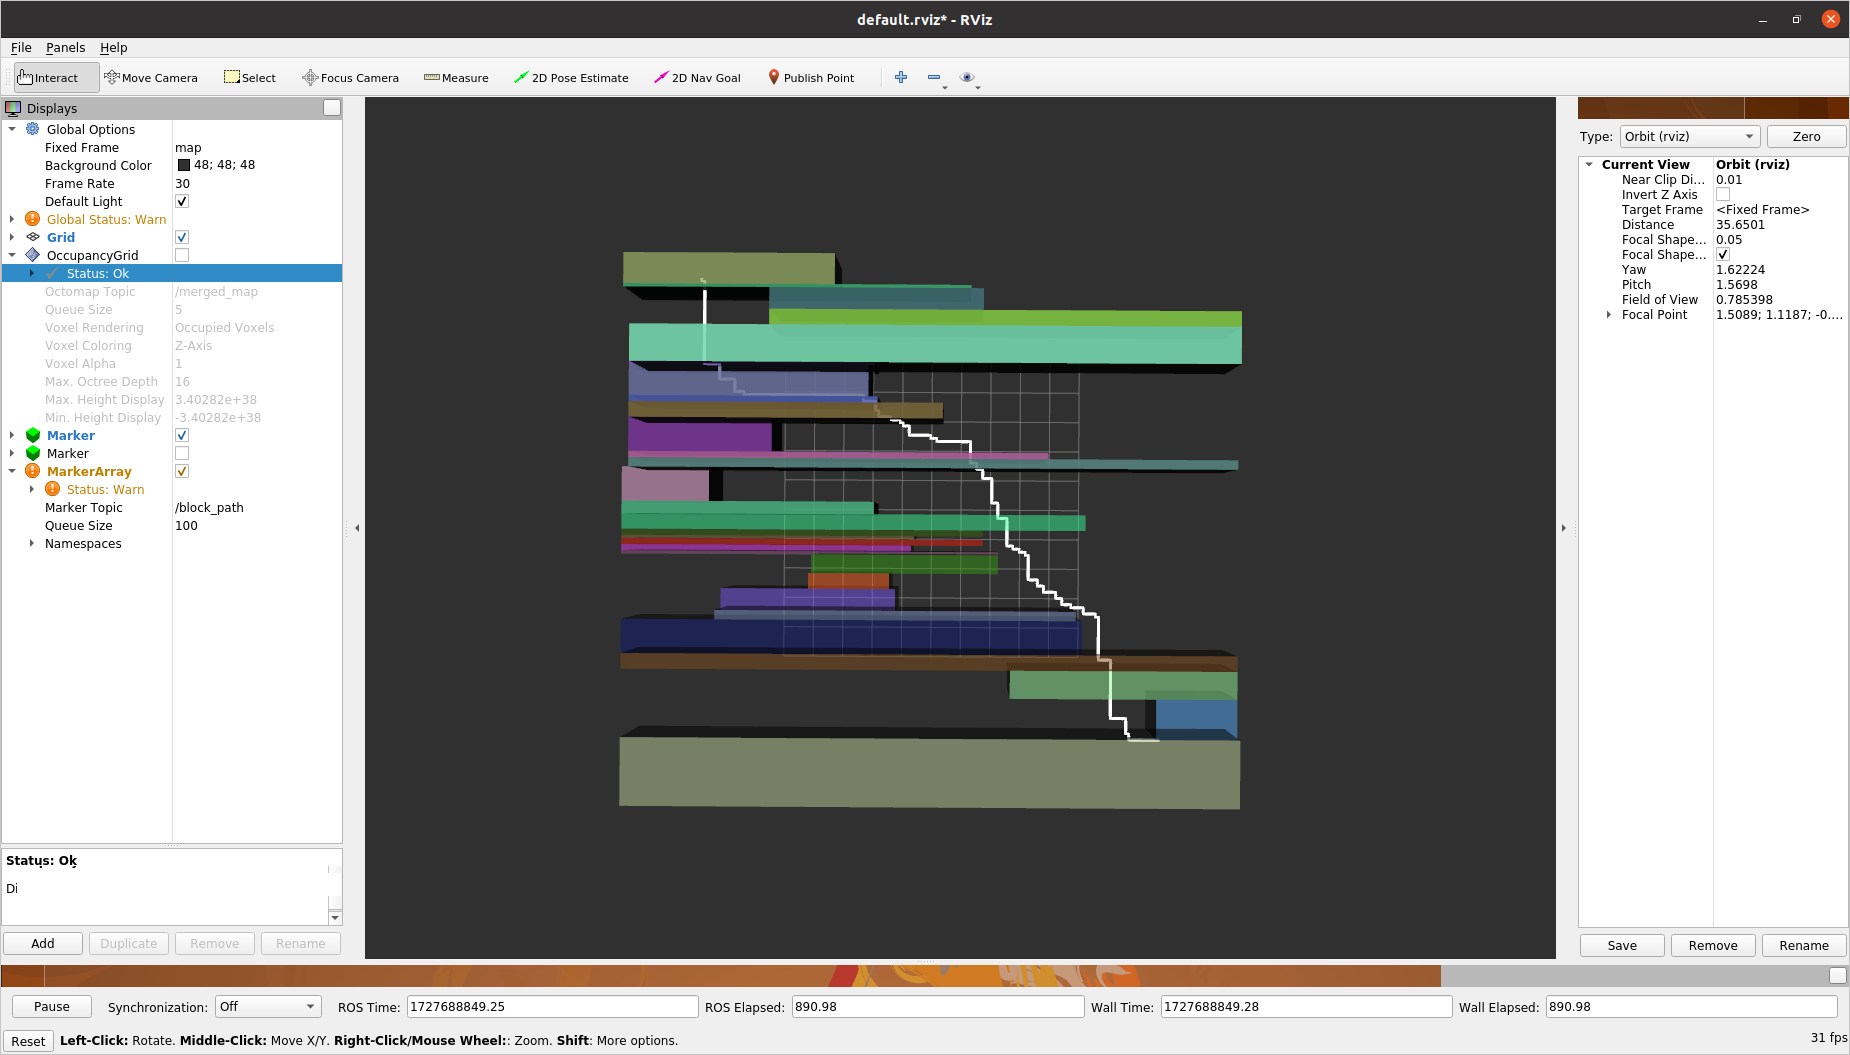 default.rviz* - RViz
File Panels Help
Interact Move Camera Select Focus Camera Measure 2D Pose Estimate 2D Nav Goal Publish Point
Displays
Global Options
Fixed Frame map
Background Color 48; 48; 48
Frame Rate 30
Default Light
Global Status: Warn
Grid
OccupancyGrid
Status: Ok
Octomap Topic /merged_map
Queue Size 5
Voxel Rendering Occupied Voxels
Voxel Coloring Z-Axis
Voxel Alpha 1
Max. Octree Depth 16
Max. Height Display 3.40282e+38
Min. Height Display -3.40282e+38
Marker
Marker
MarkerArray
Status: Warn
Marker Topic /block_path
Queue Size 100
Namespaces
Status: Ok
Di
Add Duplicate Remove Rename
Type: Orbit (rviz) Zero
Current View Orbit (rviz)
Near Clip Di... 0.01
Invert Z Axis
Target Frame <Fixed Frame>
Distance 35.6501
Focal Shape... 0.05
Focal Shape...
Yaw 1.62224
Pitch 1.5698
Field of View 0.785398
Focal Point 1.5089; 1.1187; -0....
Save Remove Rename
Pause Synchronization: Off ROS Time: 1727688849.25 ROS Elapsed: 890.98 Wall Time: 1727688849.28 Wall Elapsed: 890.98
Reset Left-Click: Rotate. Middle-Click: Move X/Y. Right-Click/Mouse Wheel:: Zoom. Shift: More options. 31 fps